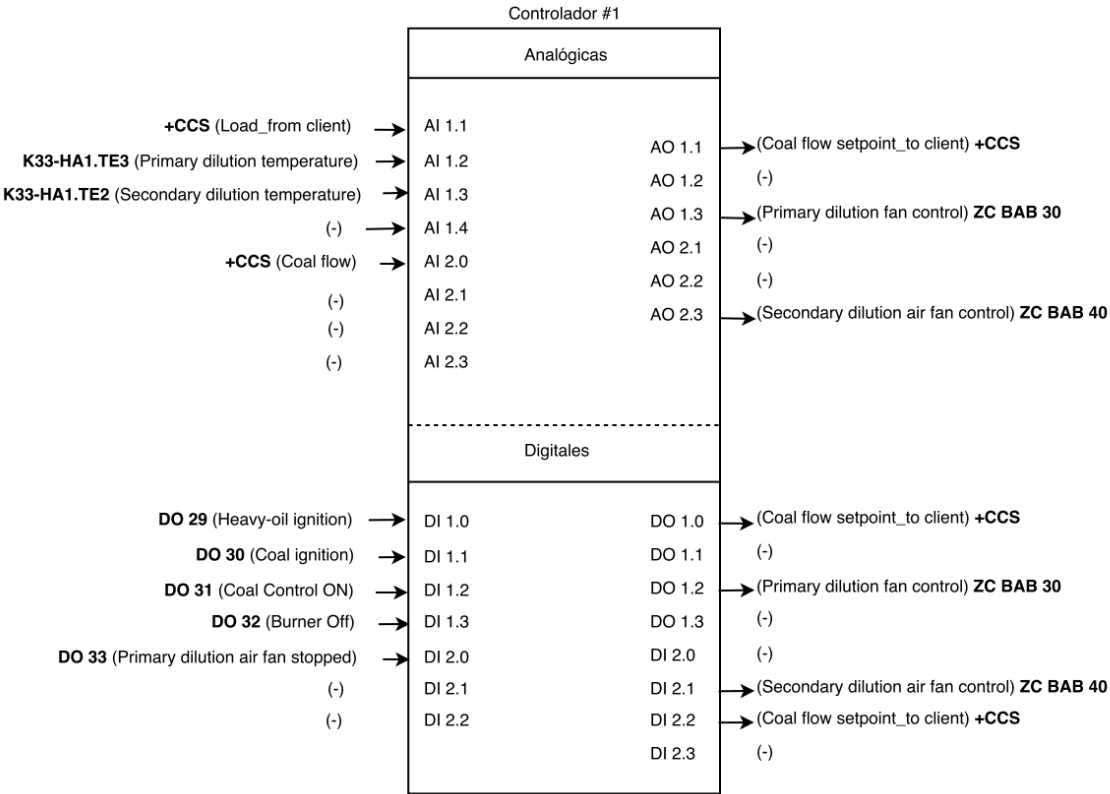 Controlador #1
Analógicas
+CCS (Load_from client) AI 1.1
K33-HA1.TE3 (Primary dilution temperature) AI 1.2
K33-HA1.TE2 (Secondary dilution temperature) AI 1.3
(-) AI 1.4
+CCS (Coal flow) AI 2.0
(-) AI 2.1
(-) AI 2.2
(-) AI 2.3
AO 1.1 (Coal flow setpoint_to client) +CCS
AO 1.2 (-)
AO 1.3 (Primary dilution fan control) ZC BAB 30
AO 2.1 (-)
AO 2.2 (-)
AO 2.3 (Secondary dilution air fan control) ZC BAB 40
Digitales
DO 29 (Heavy-oil ignition) DI 1.0
DO 30 (Coal ignition) DI 1.1
DO 31 (Coal Control ON) DI 1.2
DO 32 (Burner Off) DI 1.3
DO 33 (Primary dilution air fan stopped) DI 2.0
(-) DI 2.1
(-) DI 2.2
DO 1.0 (Coal flow setpoint_to client) +CCS
DO 1.1 (-)
DO 1.2 (Primary dilution fan control) ZC BAB 30
DO 1.3 (-)
DI 2.0 (-)
DI 2.1 (Secondary dilution air fan control) ZC BAB 40
DI 2.2 (Coal flow setpoint_to client) +CCS
DI 2.3 (-)